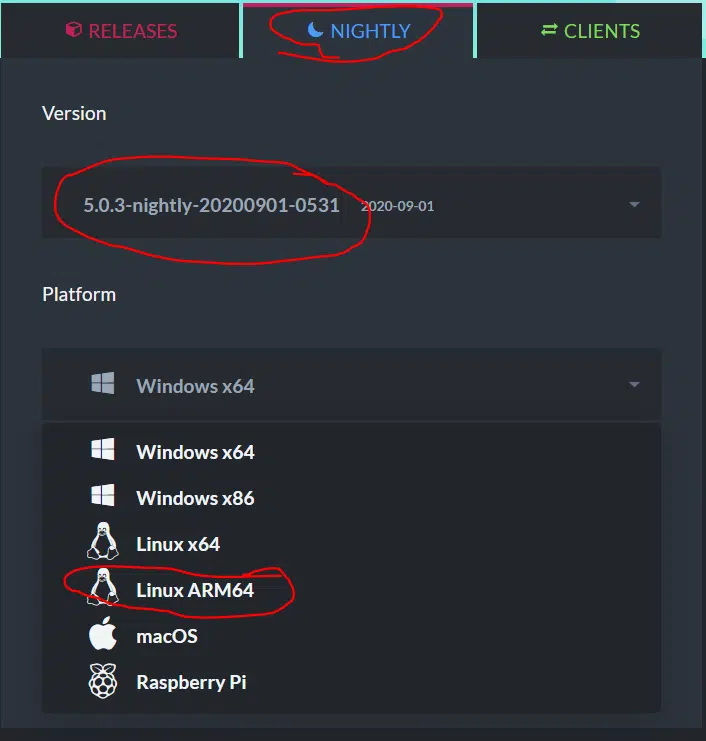 RELEASES NIGHTLY CLIENTS
Version
5.0.3-nightly-20200901-0531 2020-09-01
Platform
Windows x64
Windows x64
Windows x86
Linux x64
Linux ARM64
macOS
Raspberry Pi